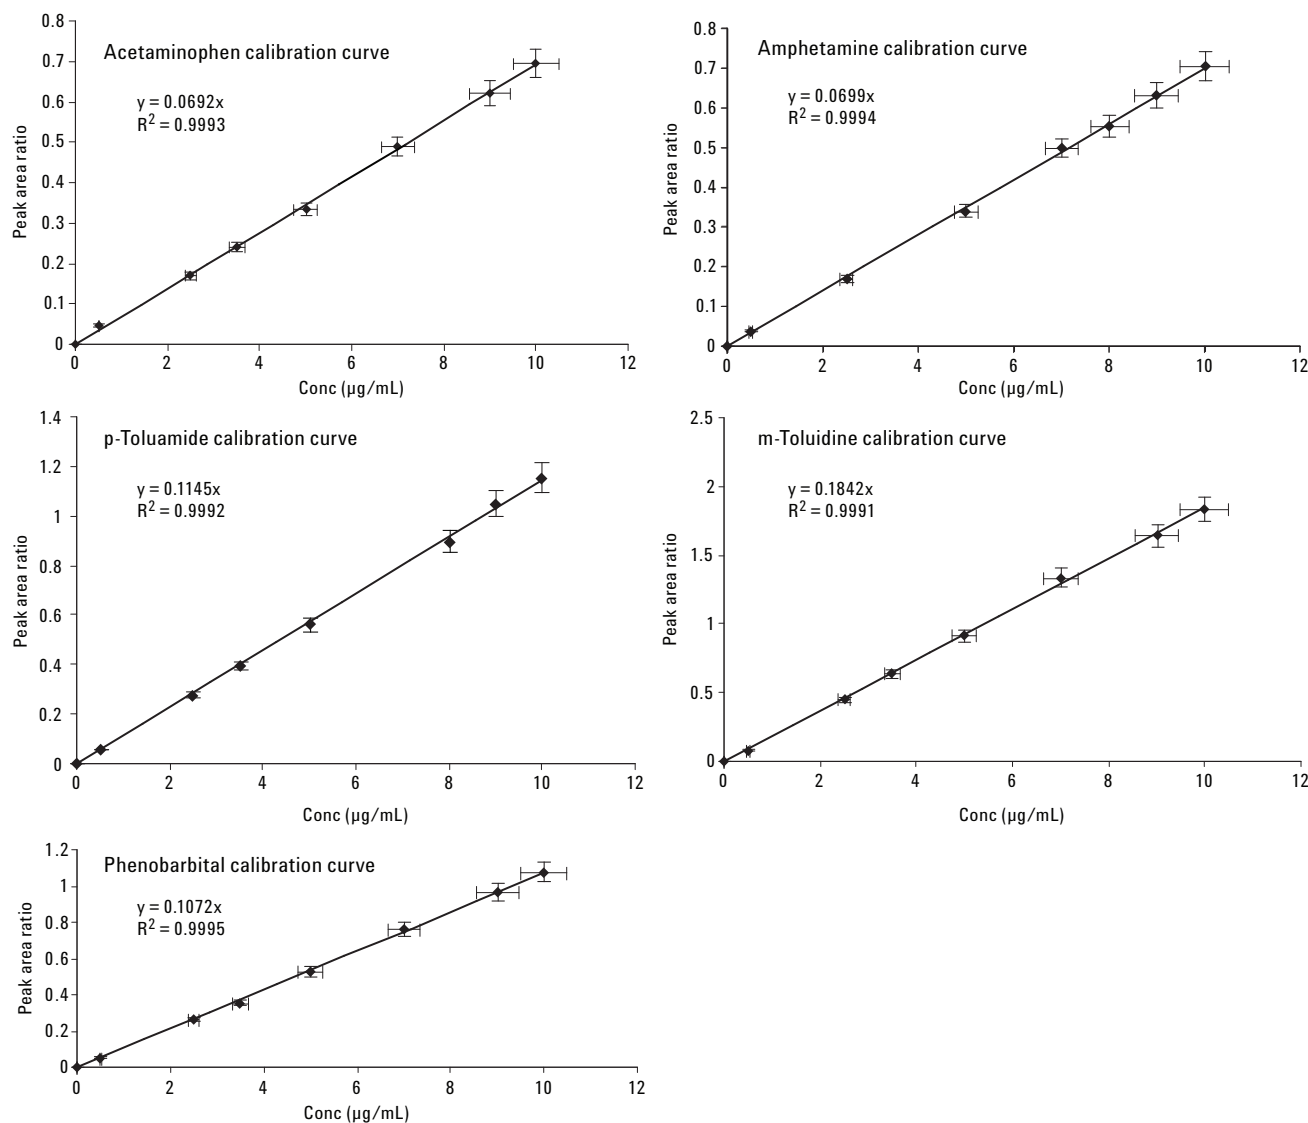 Acetaminophen calibration curve
y = 0.0692x
R2 = 0.9993
Peak area ratio
0.8
0.7
0.6
0.5
0.4
0.3
0.2
0.1
0
0 2 4 6 8 10 12
Conc (µg/mL)
Amphetamine calibration curve
y = 0.0699x
R2 = 0.9994
Peak area ratio
0.8
0.7
0.6
0.5
0.4
0.3
0.2
0.1
0
0 2 4 6 8 10 12
Conc (µg/mL)
p-Toluamide calibration curve
y = 0.1145x
R2 = 0.9992
Peak area ratio
1.4
1.2
1
0.8
0.6
0.4
0.2
0
0 2 4 6 8 10 12
Conc (µg/mL)
m-Toluidine calibration curve
y = 0.1842x
R2 = 0.9991
Peak area ratio
2.5
2
1.5
1
0.5
0
0 2 4 6 8 10 12
Conc (µg/mL)
Phenobarbital calibration curve
y = 0.1072x
R2 = 0.9995
Peak area ratio
1.2
1
0.8
0.6
0.4
0.2
0
0 2 4 6 8 10 12
Conc (µg/mL)